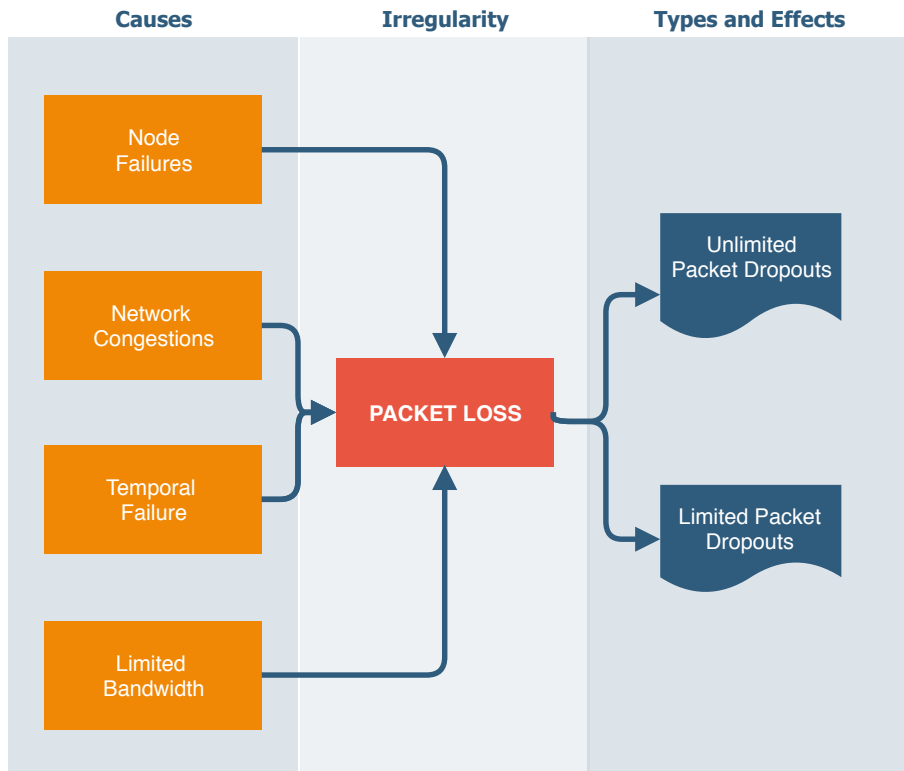 Causes
Irregularity
Types and Effects
Node
Failures
Network
Congestions
Temporal
Failure
Limited
Bandwidth
PACKET LOSS
Unlimited
Packet Dropouts
Limited Packet
Dropouts